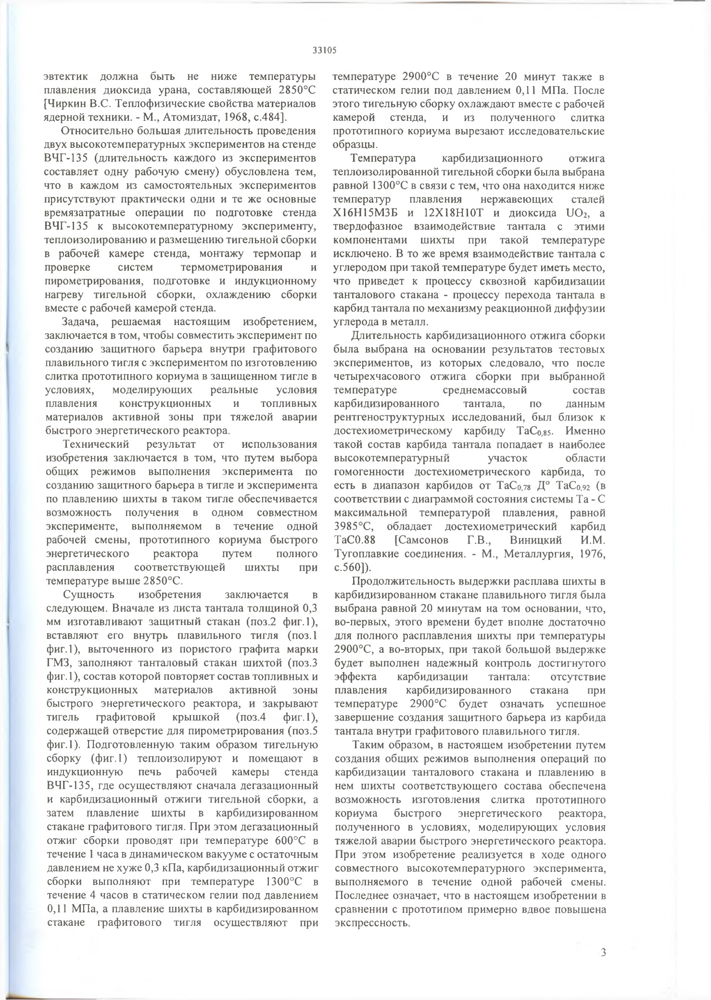 33105
эвтектик должна быть не ниже температуры
плавления диоксида урана, составляющей 2850°С
[Чиркин В.С. Теплофизические свойства материалов
ядерной техники. - М., Атомиздат, 1968, с.484].
Относительно большая длительность проведения
двух высокотемпературных экспериментов на стенде
ВЧГ-135 (длительность каждого из экспериментов
составляет одну рабочую смену) обусловлена тем,
что в каждом из самостоятельных экспериментов
присутствуют практически одни и те же основные
времязатратные операции по подготовке стенда
ВЧГ-135 к высокотемпературному эксперименту,
теплоизолированию и размещению тигельной сборки
в рабочей камере стенда, монтажу термопар и
проверке систем термометрирования и
пирометрирования, подготовке и индукционному
нагреву тигельной сборки, охлаждению сборки
вместе с рабочей камерой стенда.
Задача, решаемая настоящим изобретением,
заключается в том, чтобы совместить эксперимент по
созданию защитного барьера внутри графитового
плавильного тигля с экспериментом по изготовлению
слитка прототипного кориума в защищенном тигле в
условиях, моделирующих реальные условия
плавления конструкционных и топливных
материалов активной зоны при тяжелой аварии
быстрого энергетического реактора.
Технический результат от использования
изобретения заключается в том, что путем выбора
общих режимов выполнения эксперимента по
созданию защитного барьера в тигле и эксперимента
по плавлению шихты в таком тигле обеспечивается
возможность получения в одном совместном
эксперименте, выполняемом в течение одной
рабочей смены, прототипного кориума быстрого
энергетического реактора путем полного
расплавления соответствующей шихты при
температуре выше 2850°С.
Сущность изобретения заключается в
следующем. Вначале из листа тантала толщиной 0,3
мм изготавливают защитный стакан (поз.2 фиг.1),
вставляют его внутрь плавильного тигля (поз.1
фиг.1), выточенного из пористого графита марки
ГМЗ, заполняют танталовый стакан шихтой (поз.3
фиг.1), состав которой повторяет состав топливных и
конструкционных материалов активной зоны
быстрого энергетического реактора, и закрывают
тигель графитовой крышкой (поз.4 фиг.1),
содержащей отверстие для пирометрирования (поз.5
фиг.1). Подготовленную таким образом тигельную
сборку (фиг.1) теплоизолируют и помещают в
индукционную печь рабочей камеры стенда
ВЧГ-135, где осуществляют сначала дегазационный
и карбидизационный отжиги тигельной сборки, а
затем плавление шихты в карбидизированном
стакане графитового тигля. При этом дегазационный
отжиг сборки проводят при температуре 600°С в
течение 1 часа в динамическом вакууме с остаточным
давлением не хуже 0,3 кПа, карбидизационный отжиг
сборки выполняют при температуре 1300°С в
течение 4 часов в статическом гелии под давлением
0,11 МПа, а плавление шихты в карбидизированном
стакане графитового тигля осуществляют при
температуре 2900°С в течение 20 минут также в
статическом гелии под давлением 0,11 МПа. После
этого тигельную сборку охлаждают вместе с рабочей
камерой стенда, и из полученного слитка
прототипного кориума вырезают исследовательские
образцы.
Температура карбидизационного отжига
теплоизолированной тигельной сборки была выбрана
равной 1300°С в связи с тем, что она находится ниже
температур плавления нержавеющих сталей
Х16Н15М3Б и 12Х18Н10Т и диоксида UO₂, а
твердофазное взаимодействие тантала с этими
компонентами шихты при такой температуре
исключено. В то же время взаимодействие тантала с
углеродом при такой температуре будет иметь место,
что приведет к процессу сквозной карбидизации
танталового стакана - процессу перехода тантала в
карбид тантала по механизму реакционной диффузии
углерода в металл.
Длительность карбидизационного отжига сборки
была выбрана на основании результатов тестовых
экспериментов, из которых следовало, что после
четырехчасового отжига сборки при выбранной
температуре среднемассовый состав
карбидизированного тантала, по данным
рентгеноструктурных исследований, был близок к
достехиометрическому карбиду ТаС₀,₈₅. Именно
такой состав карбида тантала попадает в наиболее
высокотемпературный участок области
гомогенности достехиометрического карбида, то
есть в диапазон карбидов от ТаС₀,₇₈ Д° ТаС₀,₉₂ (в
соответствии с диаграммой состояния системы Та - С
максимальной температурой плавления, равной
3985°С, обладает достехиометрический карбид
ТаС0.88 [Самсонов Г.В., Виницкий И.М.
Тугоплавкие соединения. - М., Металлургия, 1976,
с.560]).
Продолжительность выдержки расплава шихты в
карбидизированном стакане плавильного тигля была
выбрана равной 20 минутам на том основании, что,
во-первых, этого времени будет вполне достаточно
для полного расплавления шихты при температуры
2900°С, а во-вторых, при такой большой выдержке
будет выполнен надежный контроль достигнутого
эффекта карбидизации тантала: отсутствие
плавления карбидизированного стакана при
температуре 2900°С будет означать успешное
завершение создания защитного барьера из карбида
тантала внутри графитового плавильного тигля.
Таким образом, в настоящем изобретении путем
создания общих режимов выполнения операций по
карбидизации танталового стакана и плавлению в
нем шихты соответствующего состава обеспечена
возможность изготовления слитка прототипного
кориума быстрого энергетического реактора,
полученного в условиях, моделирующих условия
тяжелой аварии быстрого энергетического реактора.
При этом изобретение реализуется в ходе одного
совместного высокотемпературного эксперимента,
выполняемого в течение одной рабочей смены.
Последнее означает, что в настоящем изобретении в
сравнении с прототипом примерно вдвое повышена
экспрессность.
3